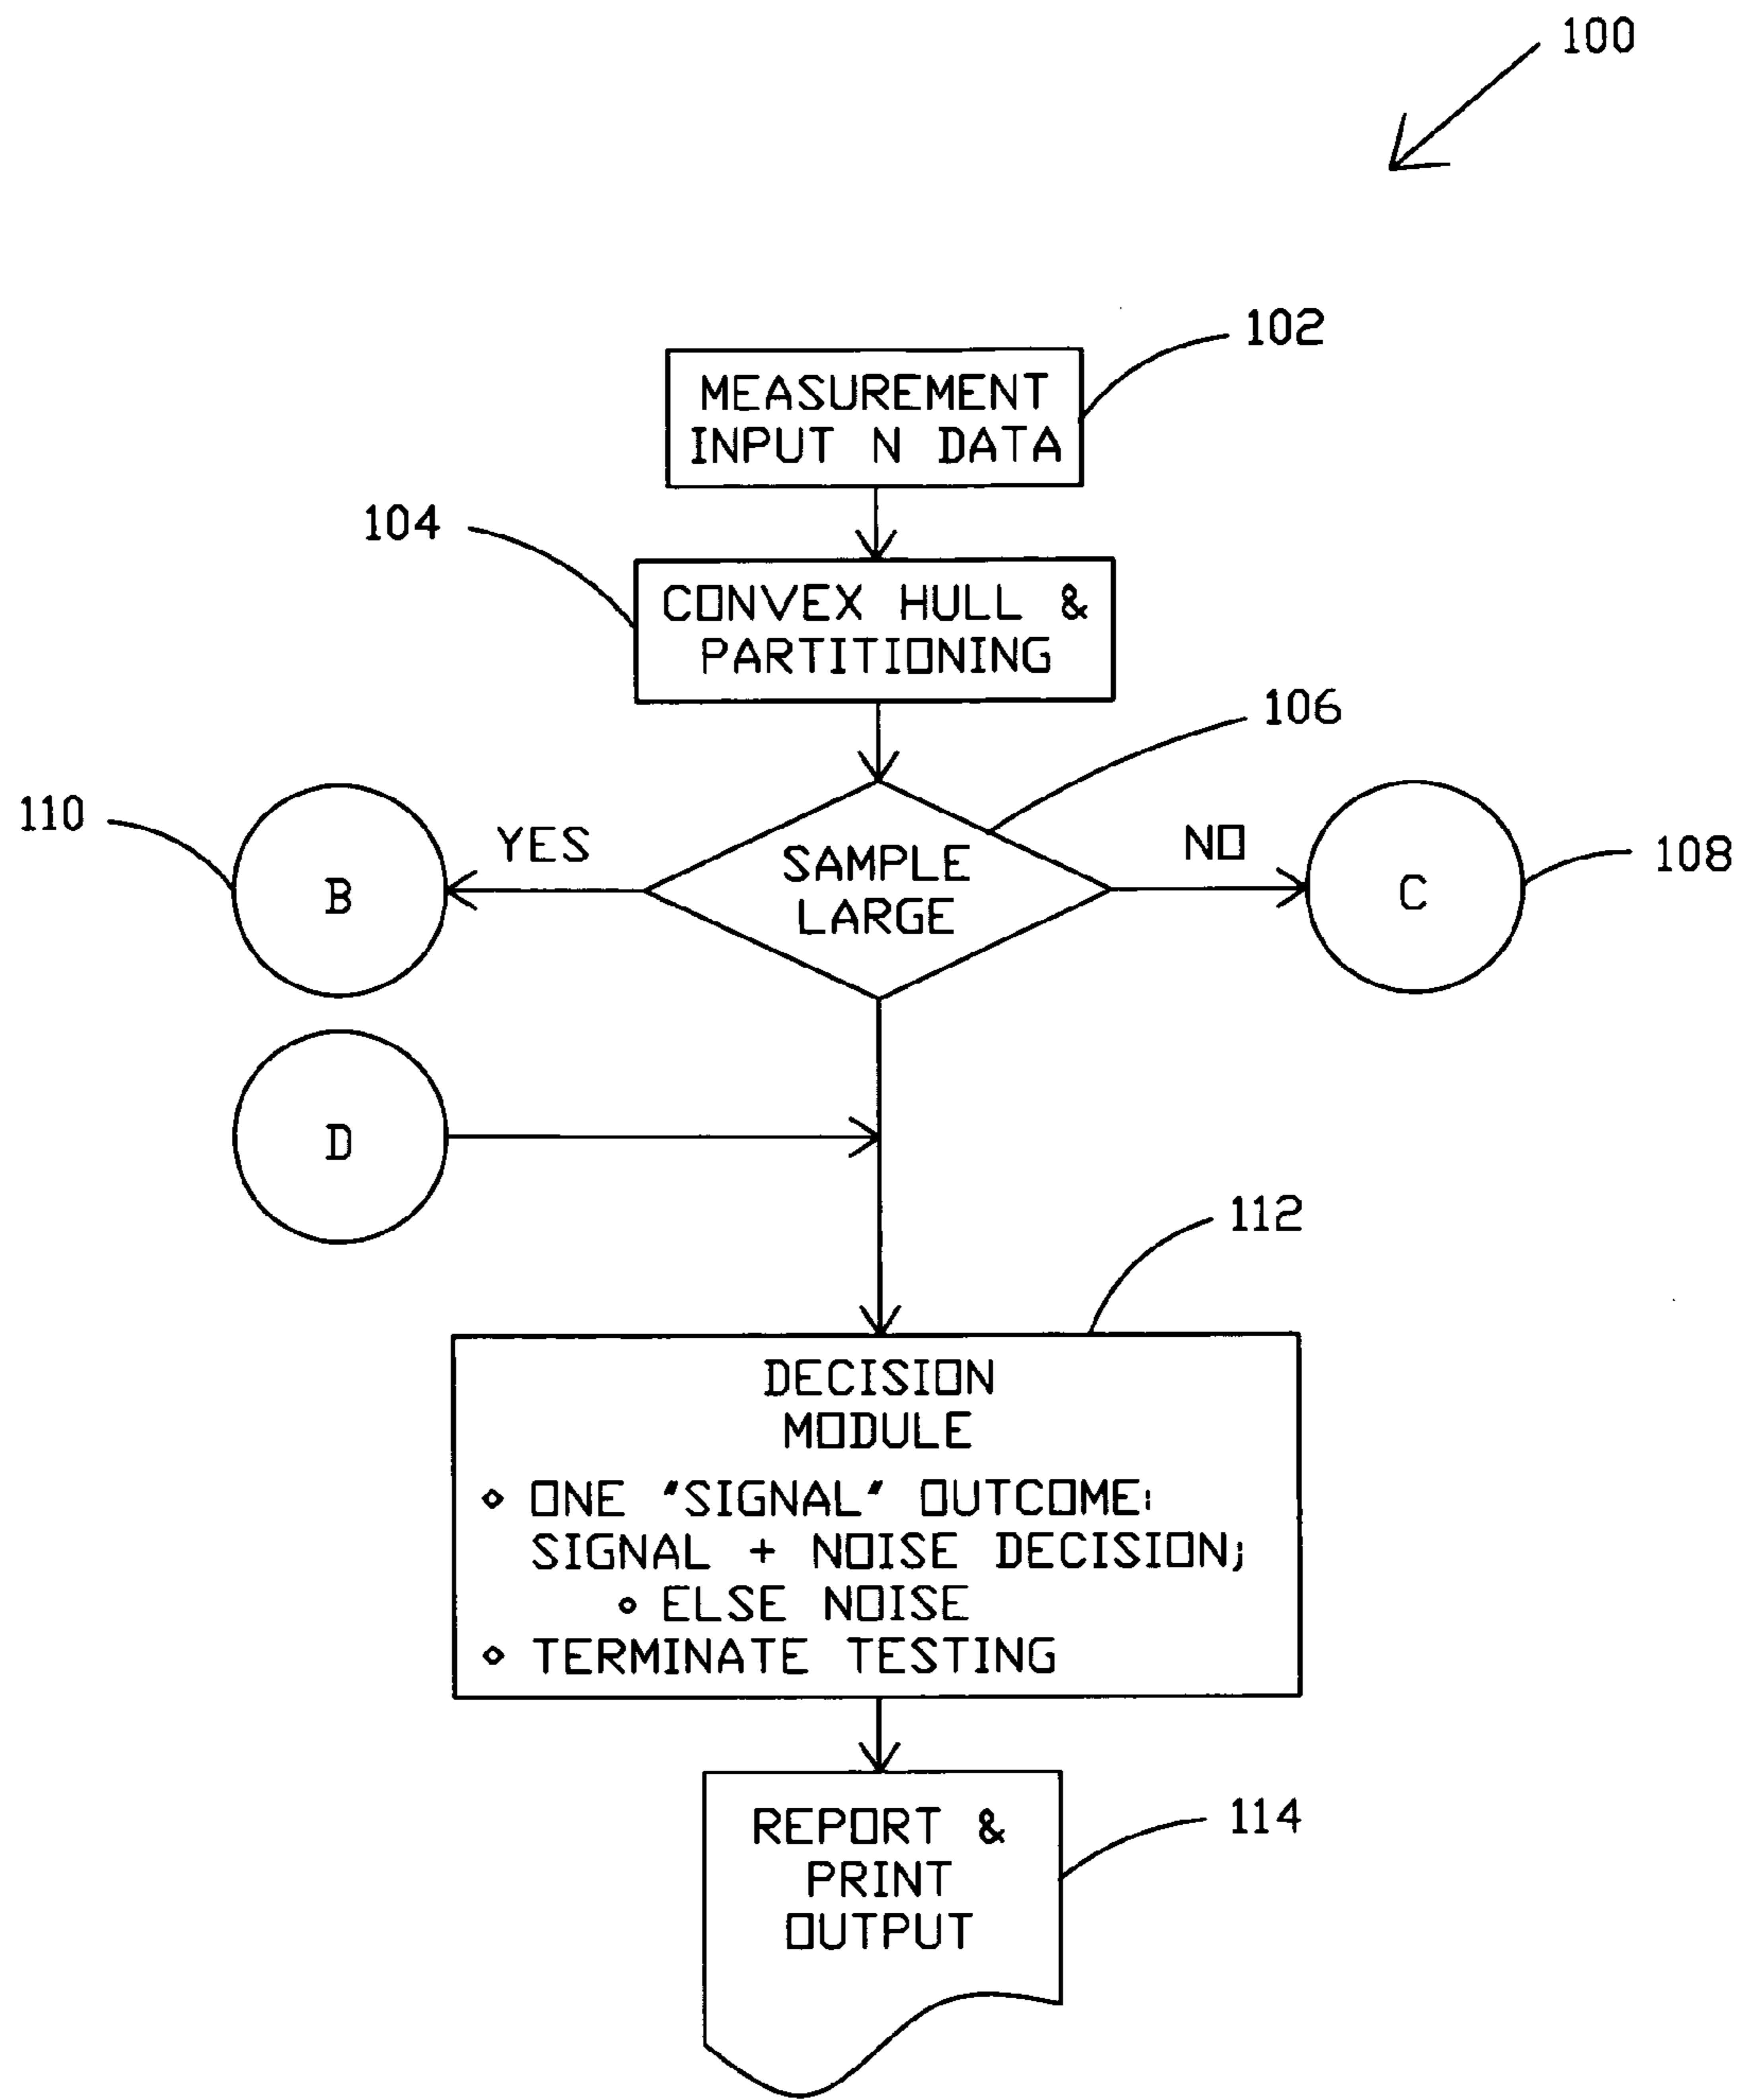 100
102
MEASUREMENT
INPUT N DATA
104
CONVEX HULL &
PARTITIONING
106
110
YES
NO
108
B
SAMPLE
LARGE
C
D
112
DECISION
MODULE
⋄ ONE "SIGNAL" OUTCOME:
SIGNAL + NOISE DECISION;
∘ ELSE NOISE
⋄ TERMINATE TESTING
114
REPORT &
PRINT
OUTPUT